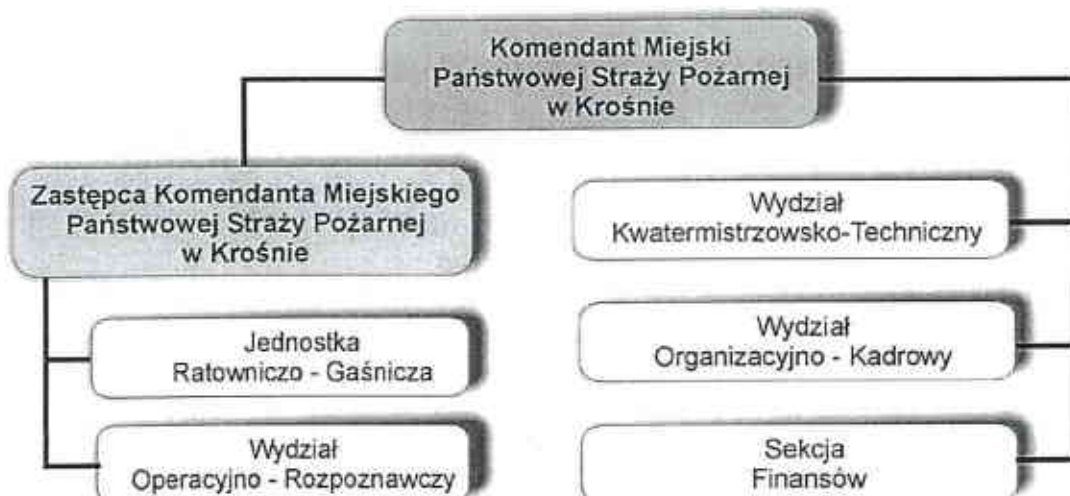 Komendant Miejski
Państwowej Straży Pożarnej
w Krośnie
Zastępca Komendanta Miejskiego
Państwowej Straży Pożarnej
w Krośnie
Jednostka
Ratowniczo - Gaśnicza
Wydział
Operacyjno - Rozpoznawczy
Wydział
Kwatermistrzowsko-Techniczny
Wydział
Organizacyjno - Kadrowy
Sekcja
Finansów